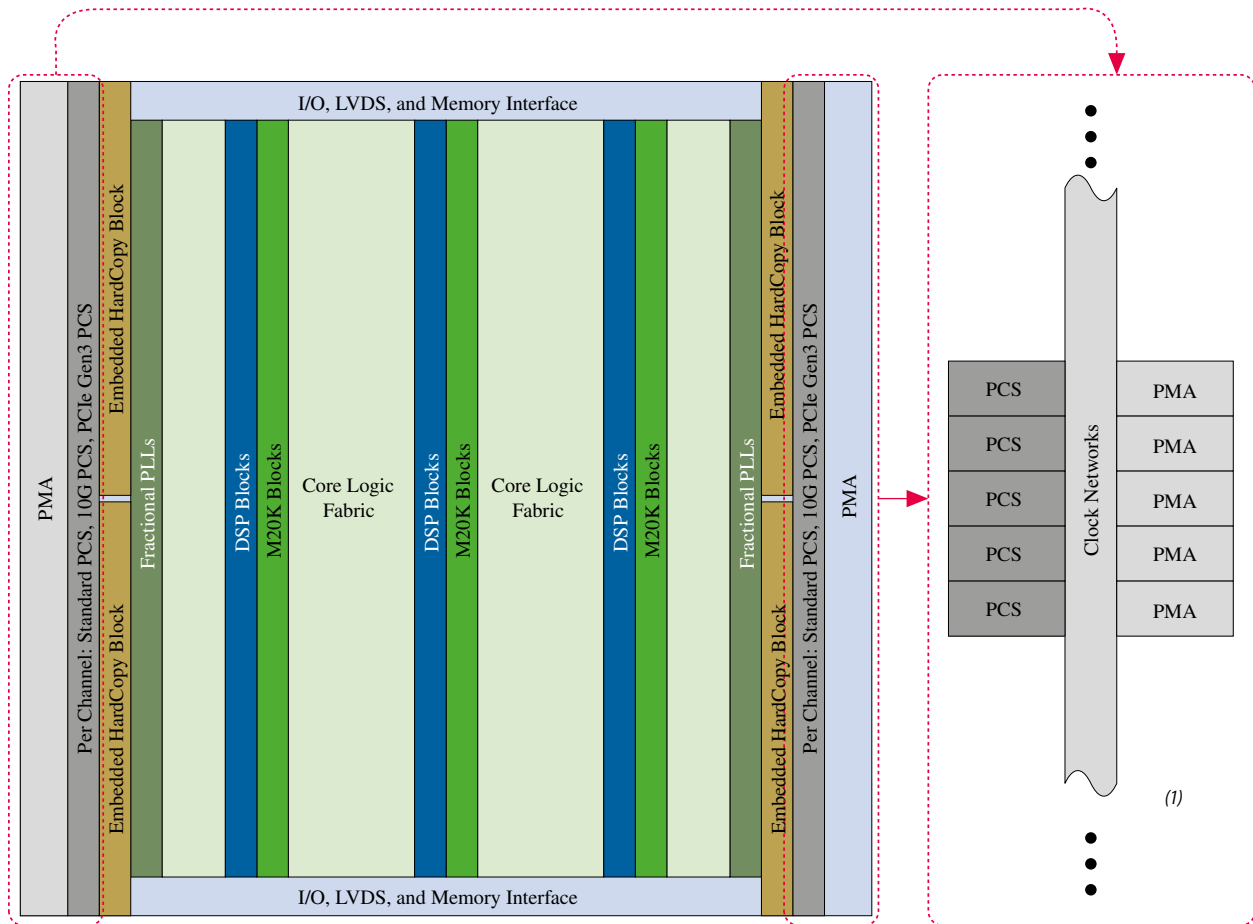 I/O, LVDS, and Memory Interface
PMA
Per Channel: Standard PCS, 10G PCS, PCIe Gen3 PCS
Embedded HardCopy Block
Embedded HardCopy Block
Fractional PLLs
DSP Blocks
M20K Blocks
Core Logic
Fabric
DSP Blocks
M20K Blocks
Core Logic
Fabric
DSP Blocks
M20K Blocks
Fractional PLLs
Embedded HardCopy Block
Embedded HardCopy Block
Per Channel: Standard PCS, 10G PCS, PCIe Gen3 PCS
PMA
I/O, LVDS, and Memory Interface
Clock Networks
PCS
PMA
PCS
PMA
PCS
PMA
PCS
PMA
PCS
PMA
(1)